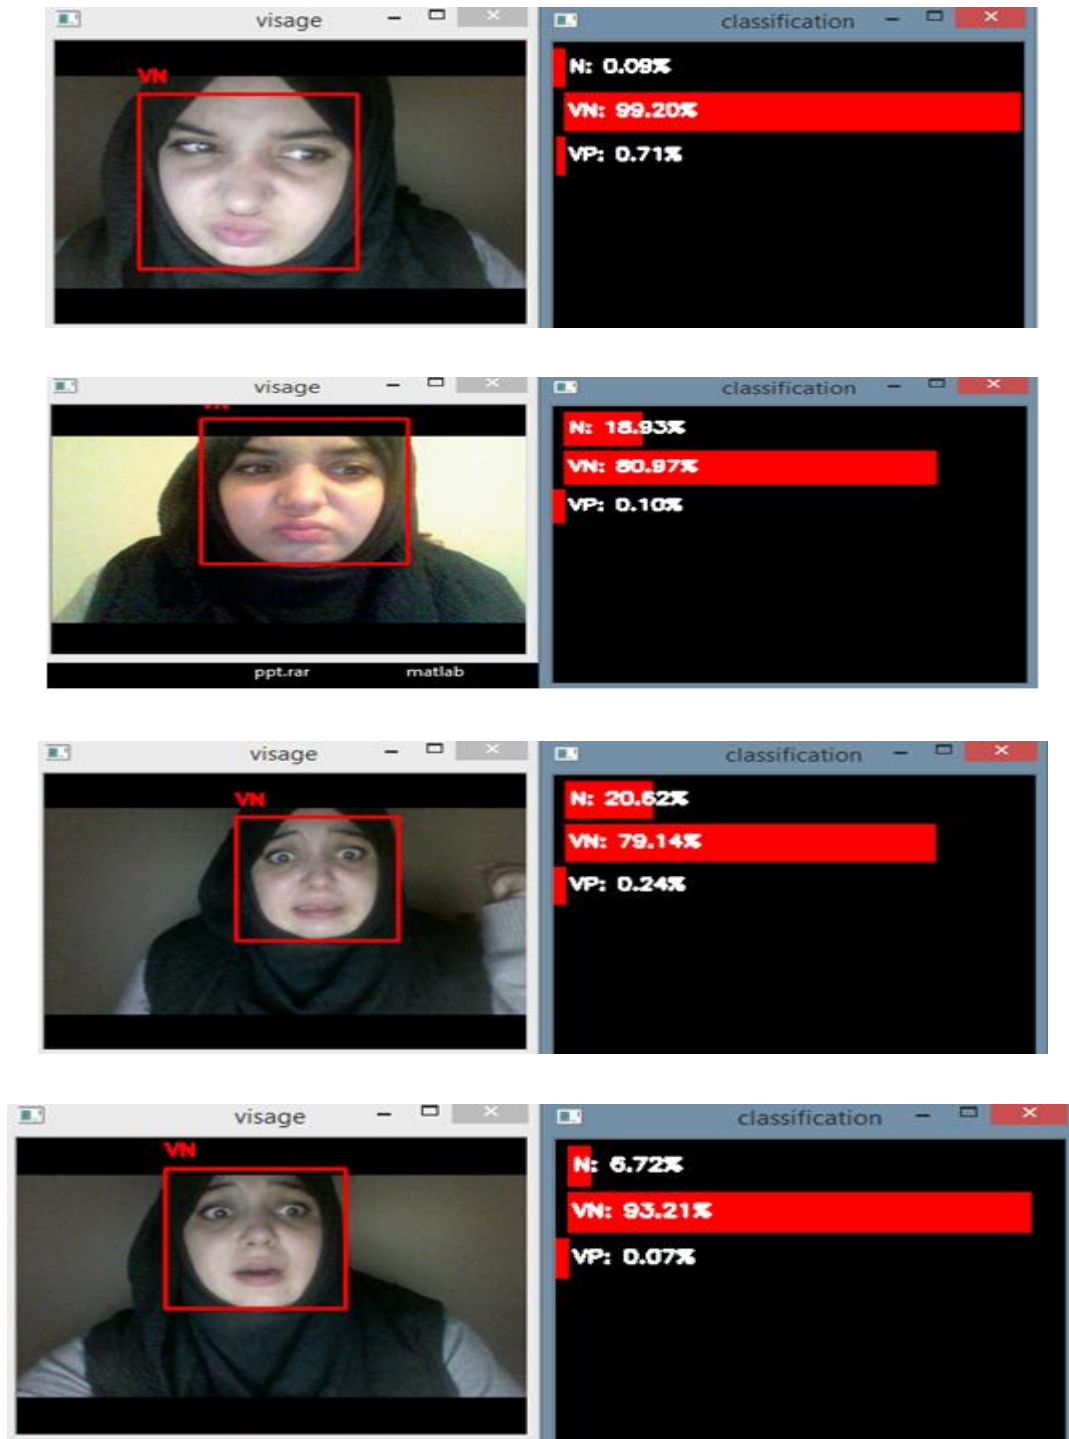 visage
classification
VN
N: 0.09%
VN: 99.20%
VP: 0.71%
visage
classification
VN
N: 18.93%
VN: 80.97%
VP: 0.10%
ppt.rar matlab
visage
classification
VN
N: 20.62%
VN: 79.14%
VP: 0.24%
visage
classification
VN
N: 6.72%
VN: 93.21%
VP: 0.07%